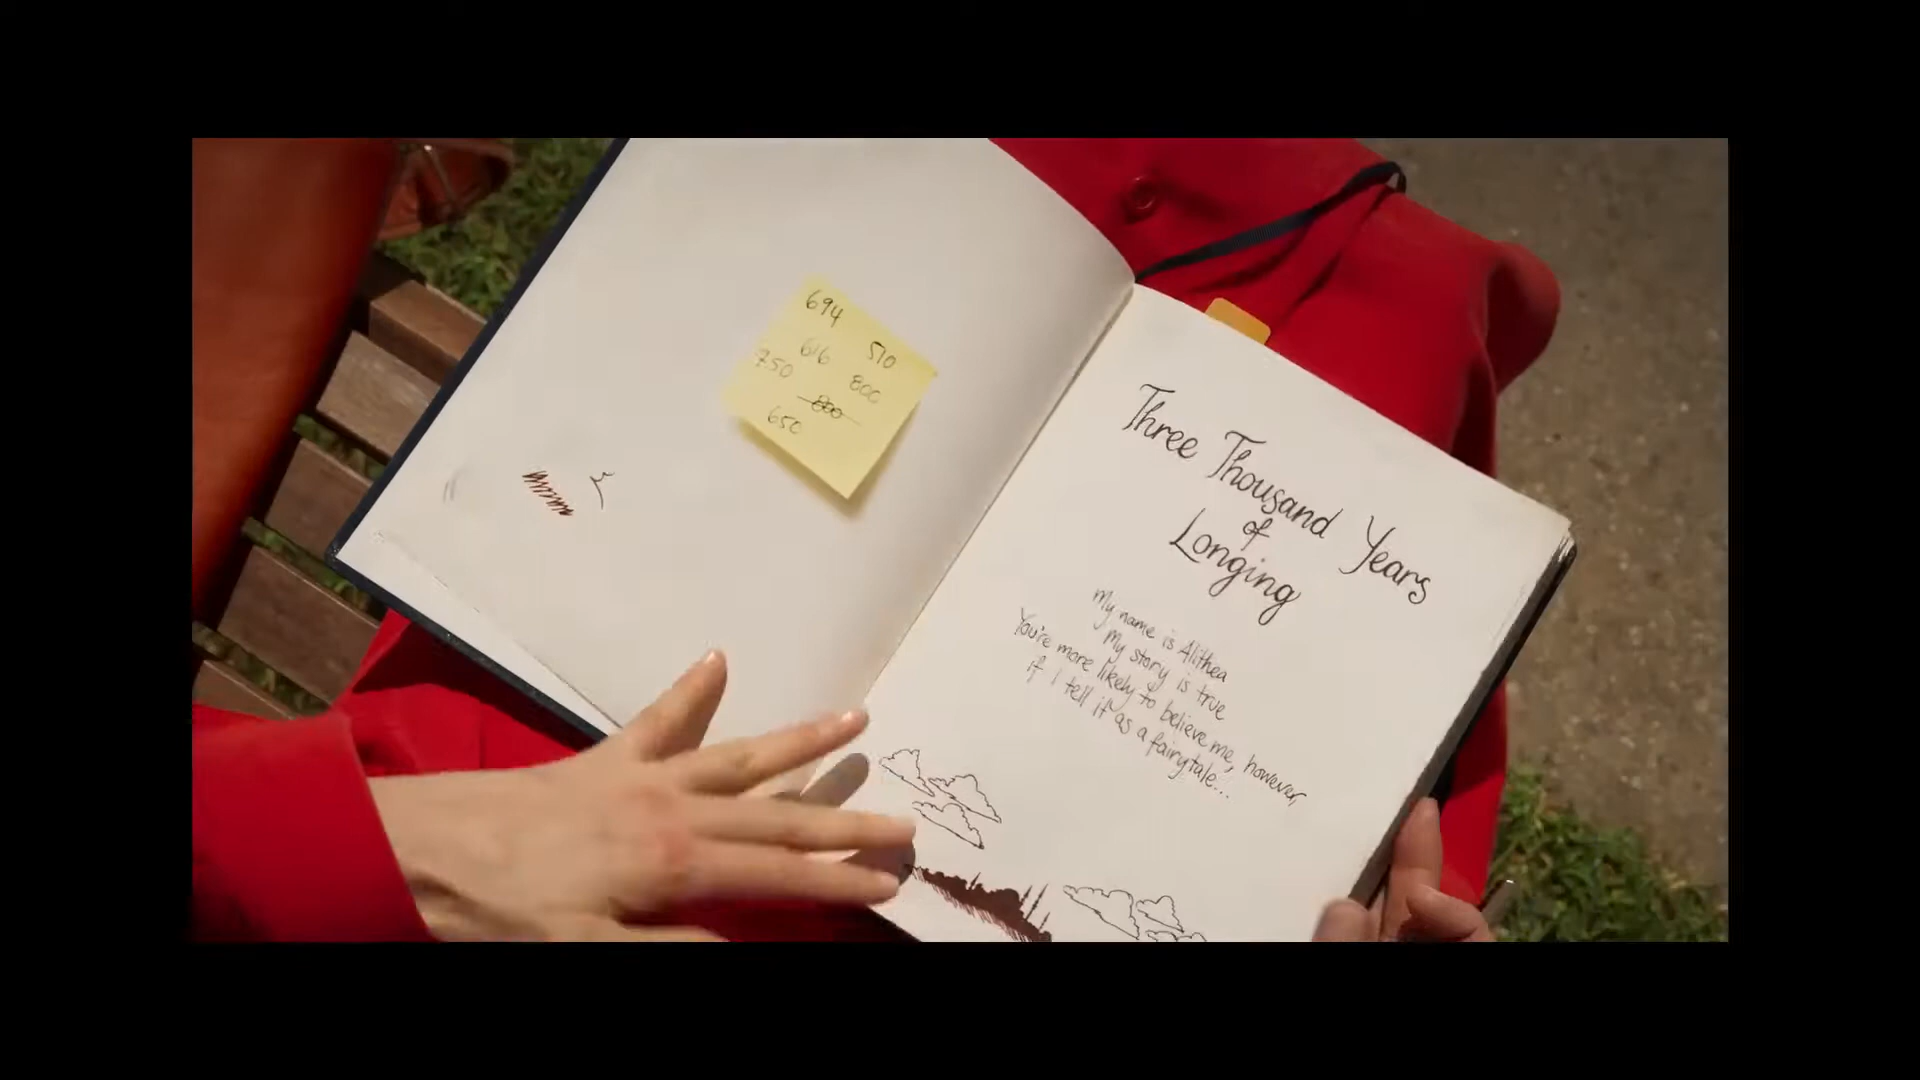 694
616 510
750 800
800
650
Three Thousand Years
of
Longing
My name is Alithea
My story is true
You're more likely to believe me, however,
if I tell it as a fairytale...